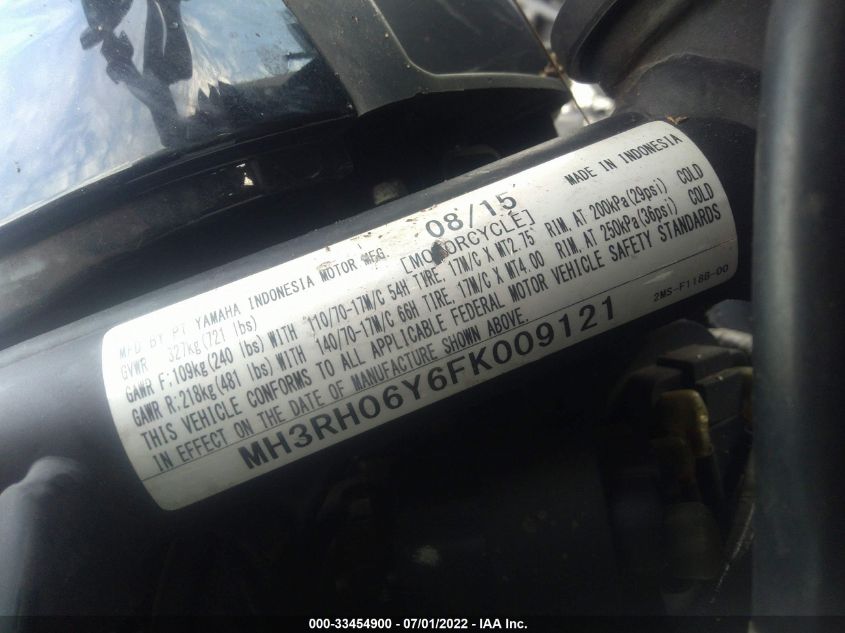 MFD BY PT YAMAHA INDONESIA MOTOR MFG. 08/15 MADE IN INDONESIA
GVWR 327kg(721 lbs) [MOTORCYCLE]
GAWR F;109kg(240 lbs) WITH 110/70-17M/C 54H TIRE, 17M/C X MT2.75 RIM, AT 200kPa(29psi) COLD
GAWR R;218kg(481 lbs) WITH 140/70-17M/C 66H TIRE, 17M/C X MT4.00 RIM, AT 250kPa(36psi) COLD
THIS VEHICLE CONFORMS TO ALL APPLICABLE FEDERAL MOTOR VEHICLE SAFETY STANDARDS
IN EFFECT ON THE DATE OF MANUFACTURE SHOWN ABOVE.
MH3RH06Y6FK009121
2MS-F118B-00
000-33454900 - 07/01/2022 - IAA Inc.